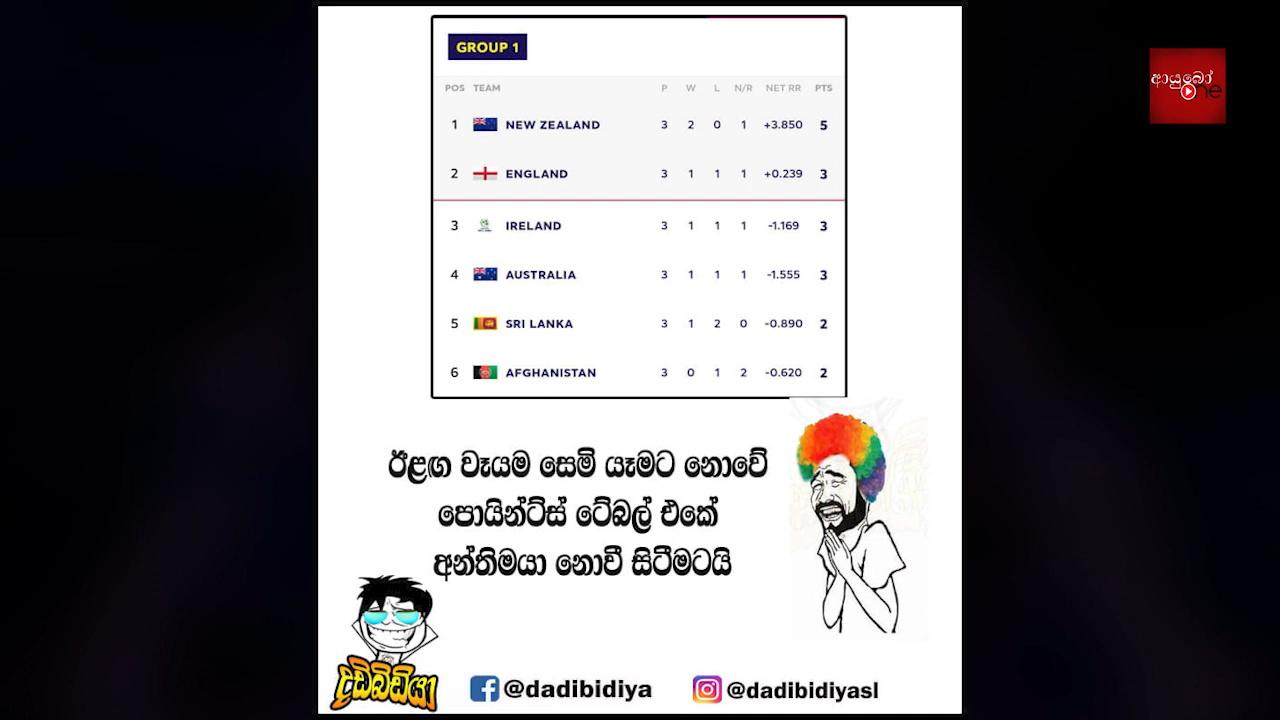 GROUP 1
POS TEAM P W L N/R NET RR PTS
1 NEW ZEALAND 3 2 0 1 +3.850 5
2 ENGLAND 3 1 1 1 +0.239 3
3 IRELAND 3 1 1 1 -1.169 3
4 AUSTRALIA 3 1 1 1 -1.555 3
5 SRI LANKA 3 1 2 0 -0.890 2
6 AFGHANISTAN 3 0 1 2 -0.620 2
ආයුබෝ
one
ඊළඟ වෑයම සෙමි යෑමට නොවේ
පොයින්ට්ස් ටේබල් එකේ
අන්තිමයා නොවී සිටීමටයි
දඩිබිඩියා
@dadibidiya @dadibidiyasl